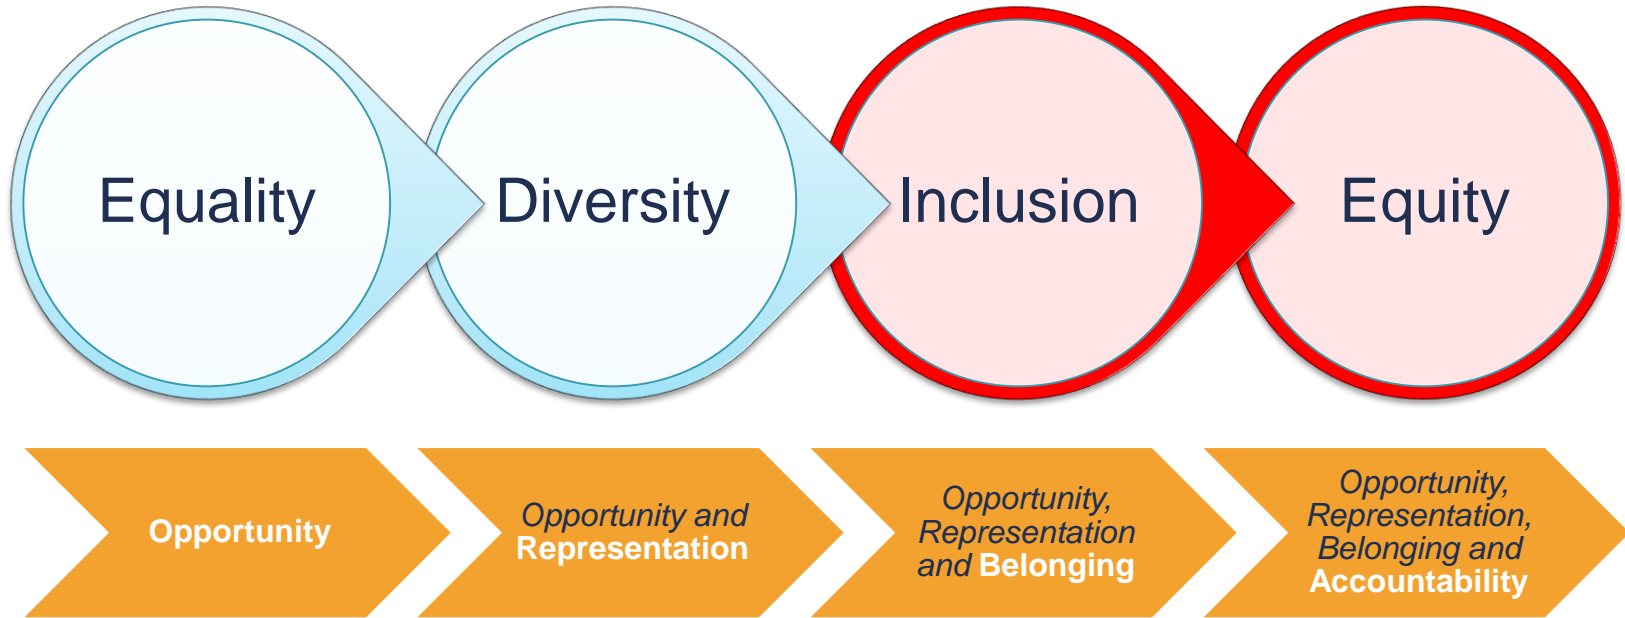 Equality
Diversity
Inclusion
Equity
Opportunity
Opportunity and
Representation
Opportunity,
Representation
and Belonging
Opportunity,
Representation,
Belonging and
Accountability